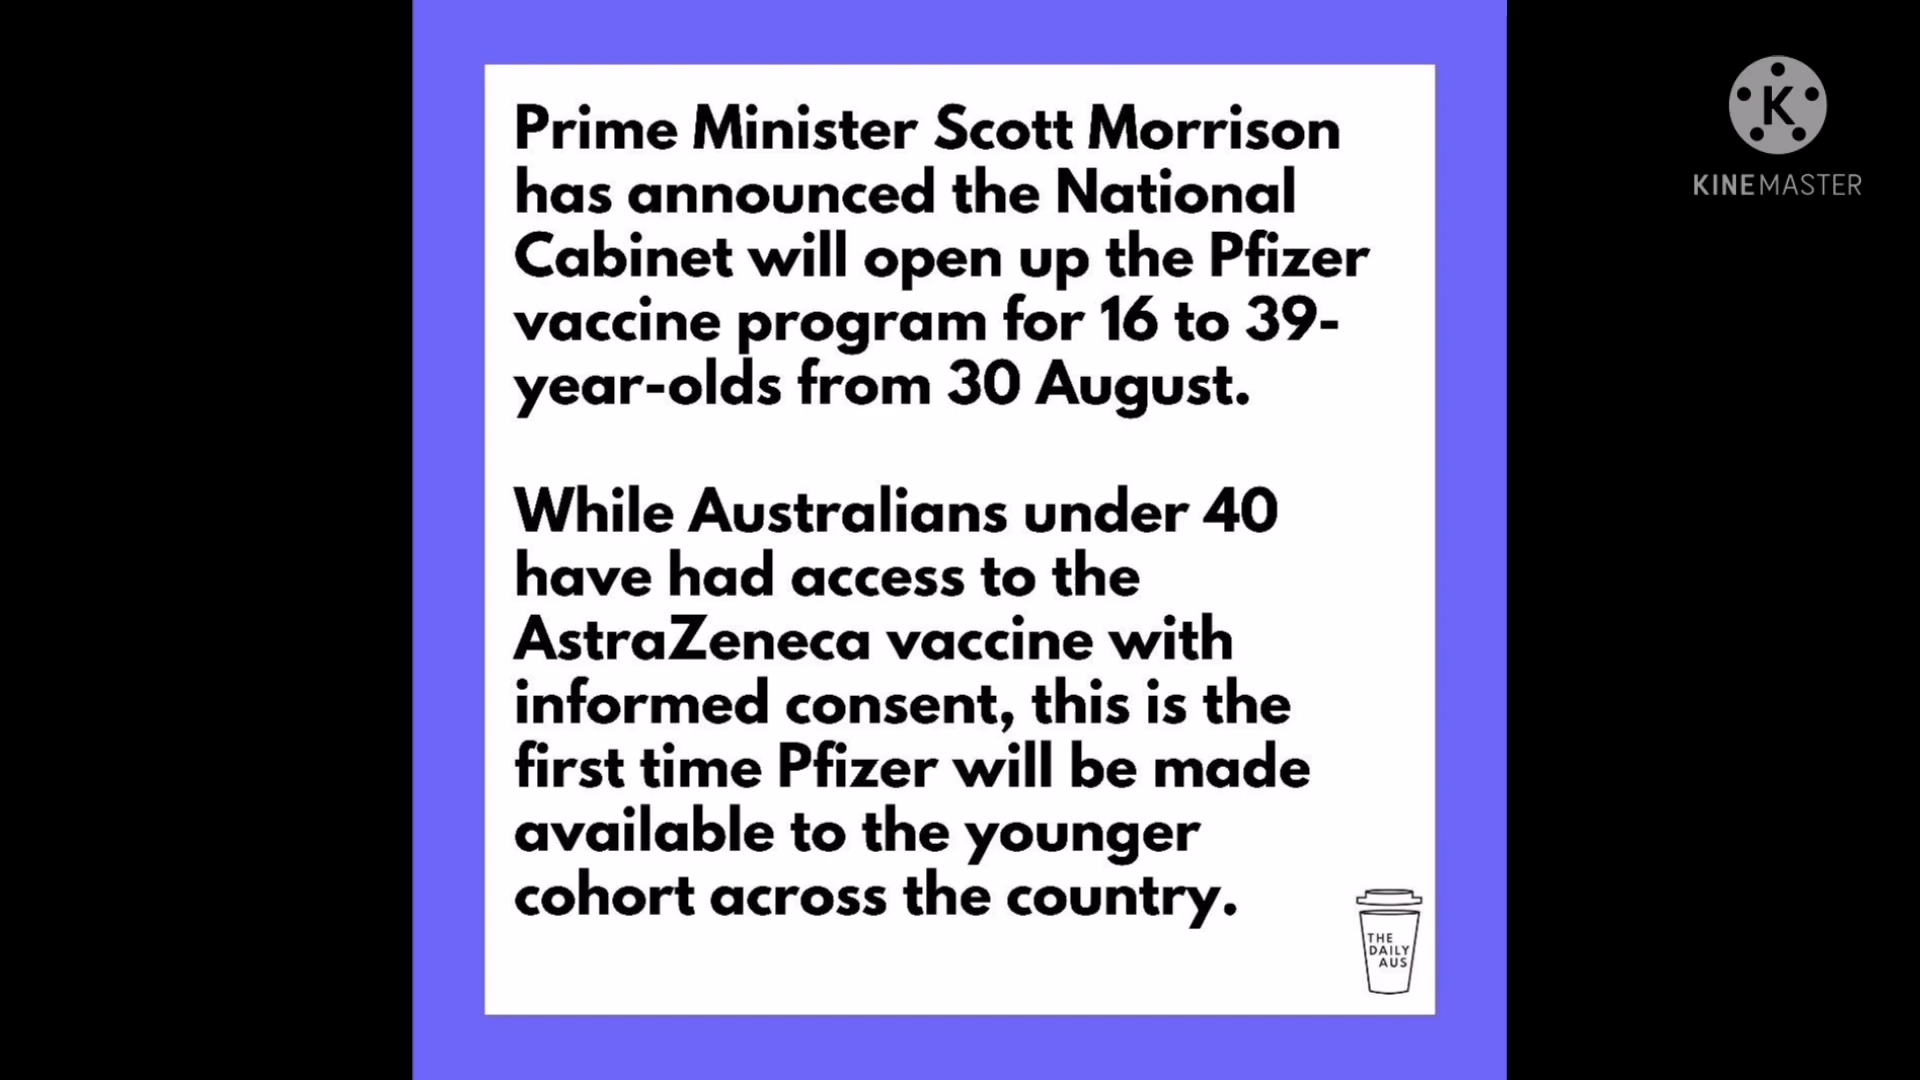 Prime Minister Scott Morrison
has announced the National
Cabinet will open up the Pfizer
vaccine program for 16 to 39-
year-olds from 30 August.
While Australians under 40
have had access to the
AstraZeneca vaccine with
informed consent, this is the
first time Pfizer will be made
available to the younger
cohort across the country.
THE
DAILY
AUS
K
KINEMASTER